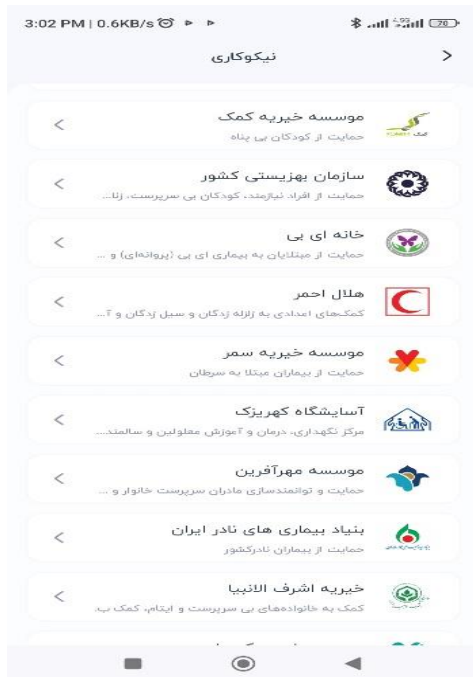 3:02 PM | 0.6KB/s
70
نیکوکاری
موسسه خیریه کمک
حمایت از کودکان بی پناه
سازمان بهزیستی کشور
حمایت از افراد نیازمند، کودکان بی سرپرست، زنا...
خانه ای بی
حمایت از مبتلایان به بیماری ای بی (پروانه‌ای) و ...
هلال احمر
کمک‌های امدادی به زلزله زدگان و سیل زدگان و آ...
موسسه خیریه سمر
حمایت از بیماران مبتلا به سرطان
آسایشگاه کهریزک
مرکز نگهداری، درمان و آموزش معلولین و سالمند...
موسسه مهرآفرین
حمایت و توانمندسازی مادران سرپرست خانوار و ...
بنیاد بیماری های نادر ایران
حمایت از بیماران نادرکشور
خیریه اشرف الانبیا
کمک به خانواده‌های بی سرپرست و ایتام، کمک ب...